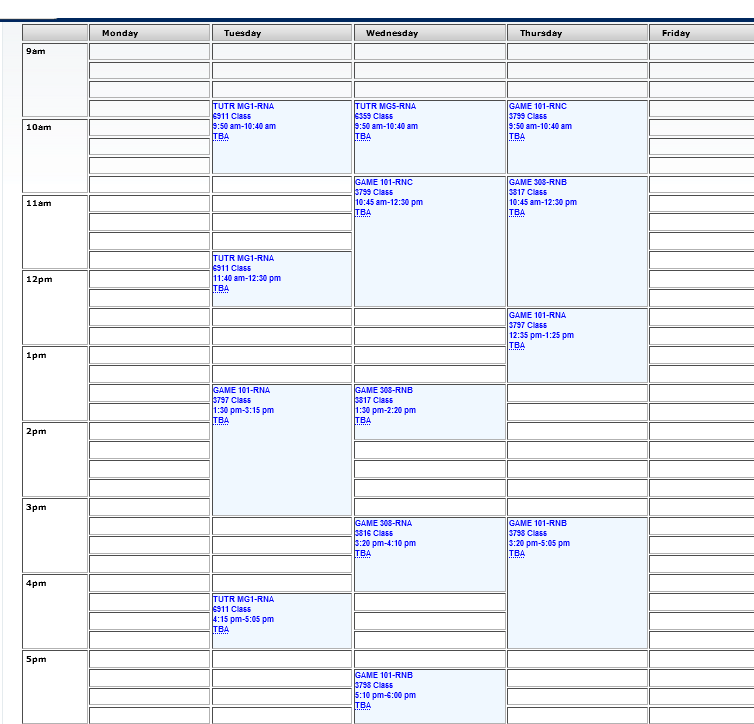 Monday Tuesday Wednesday Thursday Friday
9am
TUTR MG1-RNA
6911 Class
9:50 am-10:40 am
TBA
TUTR MG5-RNA
6359 Class
9:50 am-10:40 am
TBA
GAME 101-RNC
3799 Class
9:50 am-10:40 am
TBA
10am
GAME 101-RNC
3799 Class
10:45 am-12:30 pm
TBA
GAME 308-RNB
3817 Class
10:45 am-12:30 pm
TBA
11am
TUTR MG1-RNA
6911 Class
11:40 am-12:30 pm
TBA
12pm
GAME 101-RNA
3797 Class
12:35 pm-1:25 pm
TBA
1pm
GAME 101-RNA
3797 Class
1:30 pm-3:15 pm
TBA
GAME 308-RNB
3817 Class
1:30 pm-2:20 pm
TBA
2pm
3pm
GAME 308-RNA
3816 Class
3:20 pm-4:10 pm
TBA
GAME 101-RNB
3798 Class
3:20 pm-5:05 pm
TBA
4pm
TUTR MG1-RNA
6911 Class
4:15 pm-5:05 pm
TBA
5pm
GAME 101-RNB
3798 Class
5:10 pm-6:00 pm
TBA